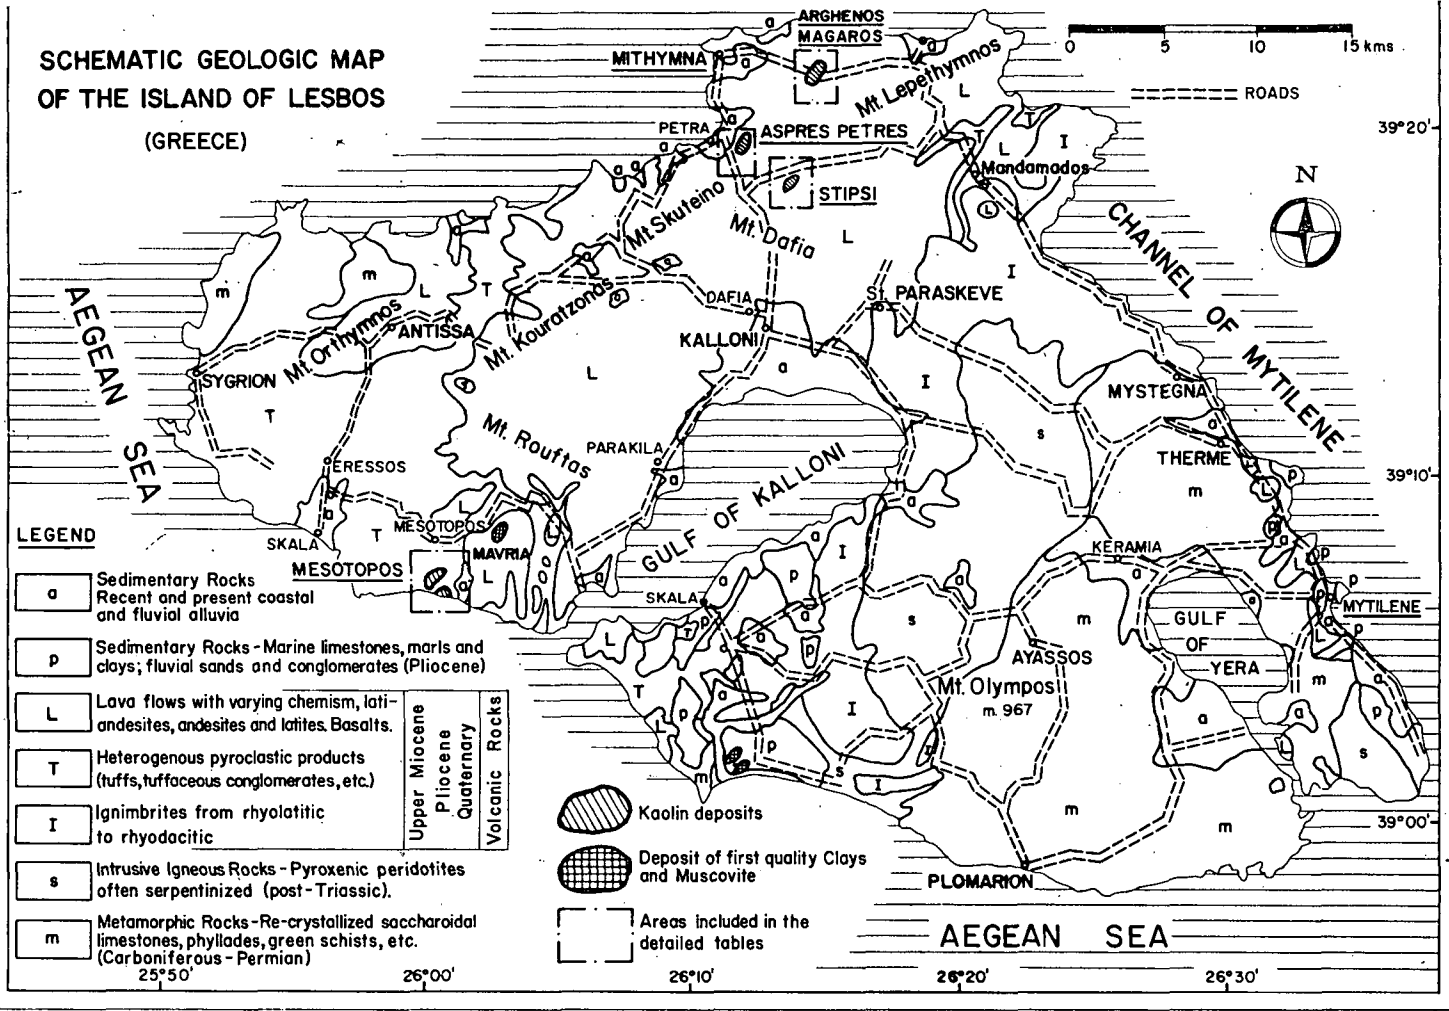 SCHEMATIC GEOLOGIC MAP
OF THE ISLAND OF LESBOS
(GREECE)
ARGHENOS
MAGAROS
MITHYMNA
a
a
a
Mt. Lepethymnos
L
0 5 10 15 kms
ROADS
39°20'
N
PETRA
a
ASPRES PETRES
STIPSI
T
T
L
I
Mandamados
L
a
a
a
Mt. Skuteino
Mt. Dafia
L
I
CHANNEL OF MYTILENE
m
m
a
L
T
a
a
a
Mt. Orthymnos
ANTISSA
Mt. Kouratzonas
DAFIA
KALLONI
St. PARASKEVE
AEGEAN SEA
SYGRION
T
a
L
a
I
MYSTEGNA
s
a
THERME
p
L
m
39°10'
Mt. Rouftas
PARAKILA
a
GULF OF KALLONI
ERESSOS
a
SKALA
T
L
MESOTOPOS
MAVRIA
L
L
a
a
MESOTOPOS
a
I
a
p
SKALA
p
T
L
a
a
a
p
a
s
KERAMIA
a
p
a
L
p
p
p
MYTILENE
a
p
L
a
GULF
OF
YERA
m
AYASSOS
Mt. Olympos
m. 967
T
L
p
a
I
a
m
a
p
s
a
L
p
m
s
I
I
m
m
39°00'
PLOMARION
AEGEAN SEA
LEGEND
a
Sedimentary Rocks
Recent and present coastal
and fluvial alluvia
p
Sedimentary Rocks - Marine limestones, marls and
clays; fluvial sands and conglomerates (Pliocene)
L
Lava flows with varying chemism, lati-
andesites, andesites and latites. Basalts.
T
Heterogenous pyroclastic products
(tuffs, tuffaceous conglomerates, etc.)
I
Ignimbrites from rhyolatitic
to rhyodacitic
Upper Miocene
Pliocene
Quaternary
Volcanic Rocks
s
Intrusive Igneous Rocks - Pyroxenic peridotites
often serpentinized (post-Triassic).
m
Metamorphic Rocks - Re-crystallized saccharoidal
limestones, phyllades, green schists, etc.
(Carboniferous - Permian)
Kaolin deposits
Deposit of first quality Clays
and Muscovite
Areas included in the
detailed tables
25°50' 26°00' 26°10' 26°20' 26°30'